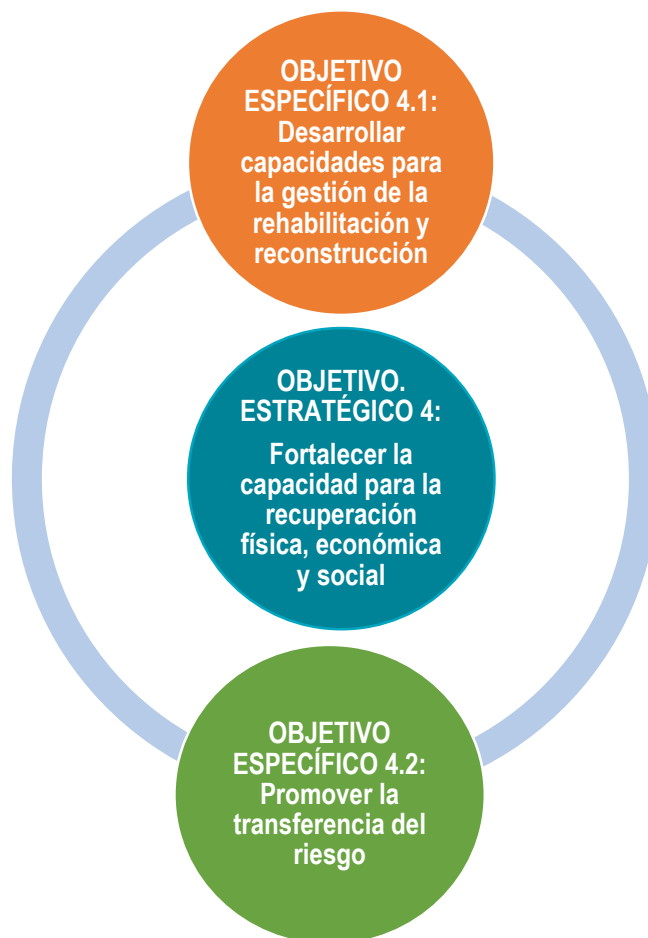 OBJETIVO
ESPECÍFICO 4.1:
Desarrollar
capacidades para
la gestión de la
rehabilitación y
reconstrucción
OBJETIVO.
ESTRATÉGICO 4:
Fortalecer la
capacidad para la
recuperación
física, económica
y social
OBJETIVO
ESPECÍFICO 4.2:
Promover la
transferencia del
riesgo